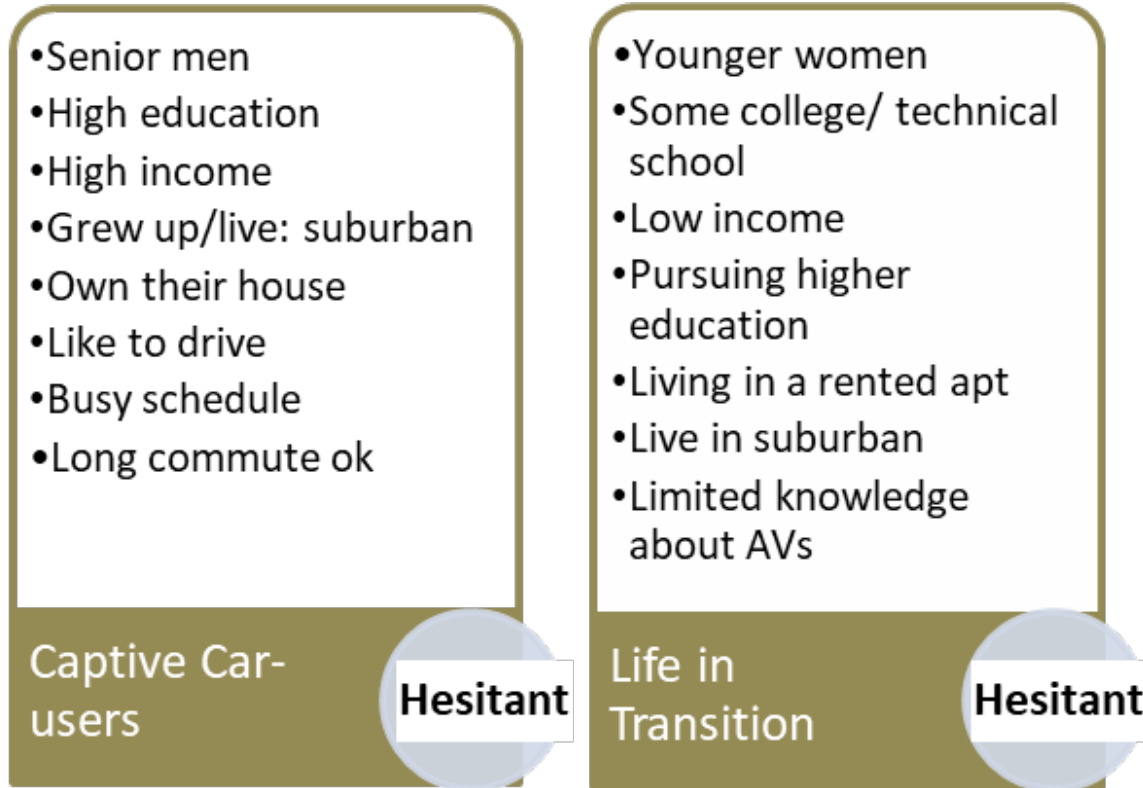 •Senior men
•High education
•High income
•Grew up/live: suburban
•Own their house
•Like to drive
•Busy schedule
•Long commute ok
Captive Car-
users
Hesitant
•Younger women
•Some college/ technical
school
•Low income
•Pursuing higher
education
•Living in a rented apt
•Live in suburban
•Limited knowledge
about AVs
Life in
Transition
Hesitant